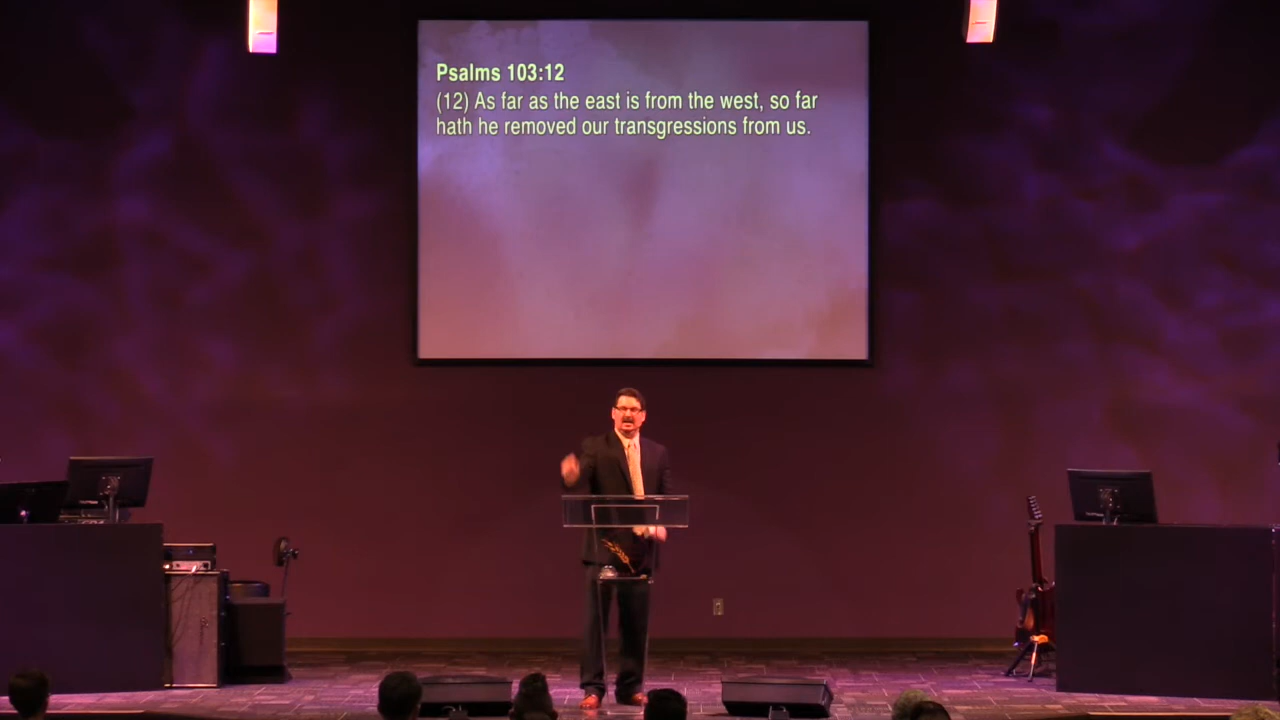 Psalms 103:12
(12) As far as the east is from the west, so far
hath he removed our transgressions from us.